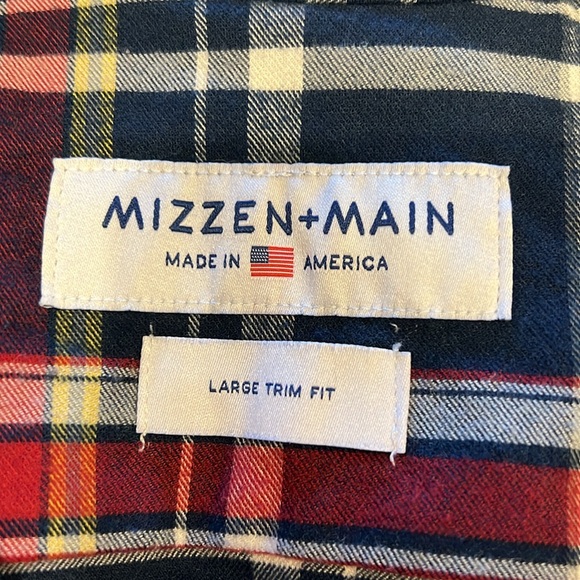 MIZZEN+MAIN
MADE IN AMERICA
LARGE TRIM FIT